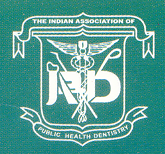 THE INDIAN ASSOCIATION OF
PUBLIC HEALTH DENTISTRY